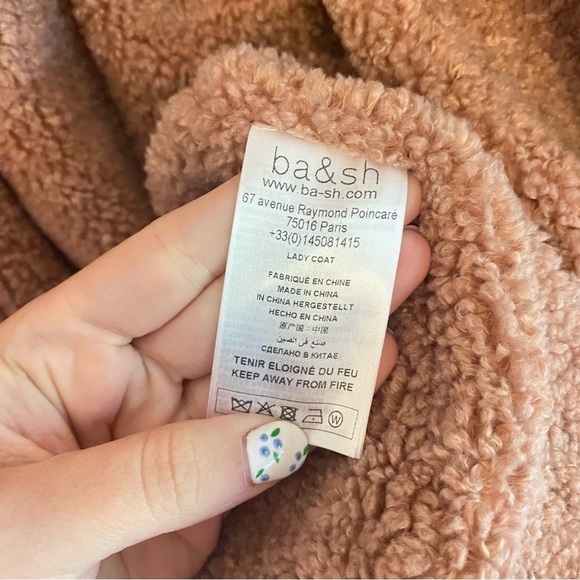 ba&sh
www.ba-sh.com
67 avenue Raymond Poincaré
75016 Paris
+33(0)145081415
LADY COAT
FABRIQUÉ EN CHINE
MADE IN CHINA
IN CHINA HERGESTELLT
HECHO EN CHINA
原产国：中国
صنع في الصين
СДЕЛАНО В КИТАЕ
TENIR ELOIGNÉ DU FEU
KEEP AWAY FROM FIRE
W